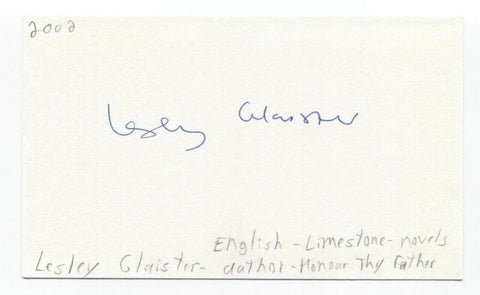 2002
Lesley Glaister
English - Limestone - novels
Lesley Glaister - author - Honour Thy Father